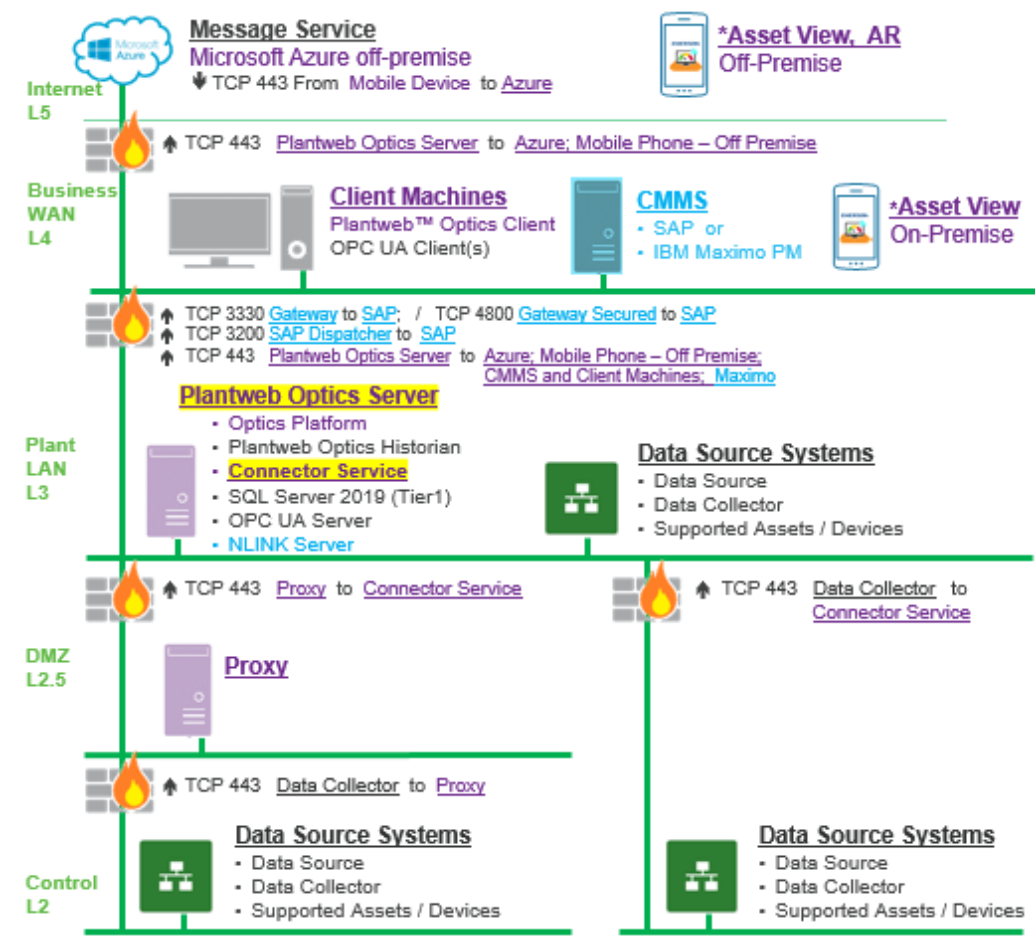 Microsoft
Azure
Message Service
Microsoft Azure off-premise
TCP 443 From Mobile Device to Azure
*Asset View, AR
Off-Premise
Internet
L5
TCP 443 Plantweb Optics Server to Azure; Mobile Phone – Off Premise
Business
WAN
L4
Client Machines
Plantweb™ Optics Client
OPC UA Client(s)
CMMS
▪ SAP or
▪ IBM Maximo PM
*Asset View
On-Premise
TCP 3330 Gateway to SAP; / TCP 4800 Gateway Secured to SAP
TCP 3200 SAP Dispatcher to SAP
TCP 443 Plantweb Optics Server to Azure; Mobile Phone – Off Premise;
CMMS and Client Machines; Maximo
Plantweb Optics Server
▪ Optics Platform
▪ Plantweb Optics Historian
▪ Connector Service
▪ SQL Server 2019 (Tier1)
▪ OPC UA Server
▪ NLINK Server
Plant
LAN
L3
Data Source Systems
▪ Data Source
▪ Data Collector
▪ Supported Assets / Devices
TCP 443 Proxy to Connector Service
TCP 443 Data Collector to
Connector Service
DMZ
L2.5
Proxy
TCP 443 Data Collector to Proxy
Control
L2
Data Source Systems
▪ Data Source
▪ Data Collector
▪ Supported Assets / Devices
Data Source Systems
▪ Data Source
▪ Data Collector
▪ Supported Assets / Devices